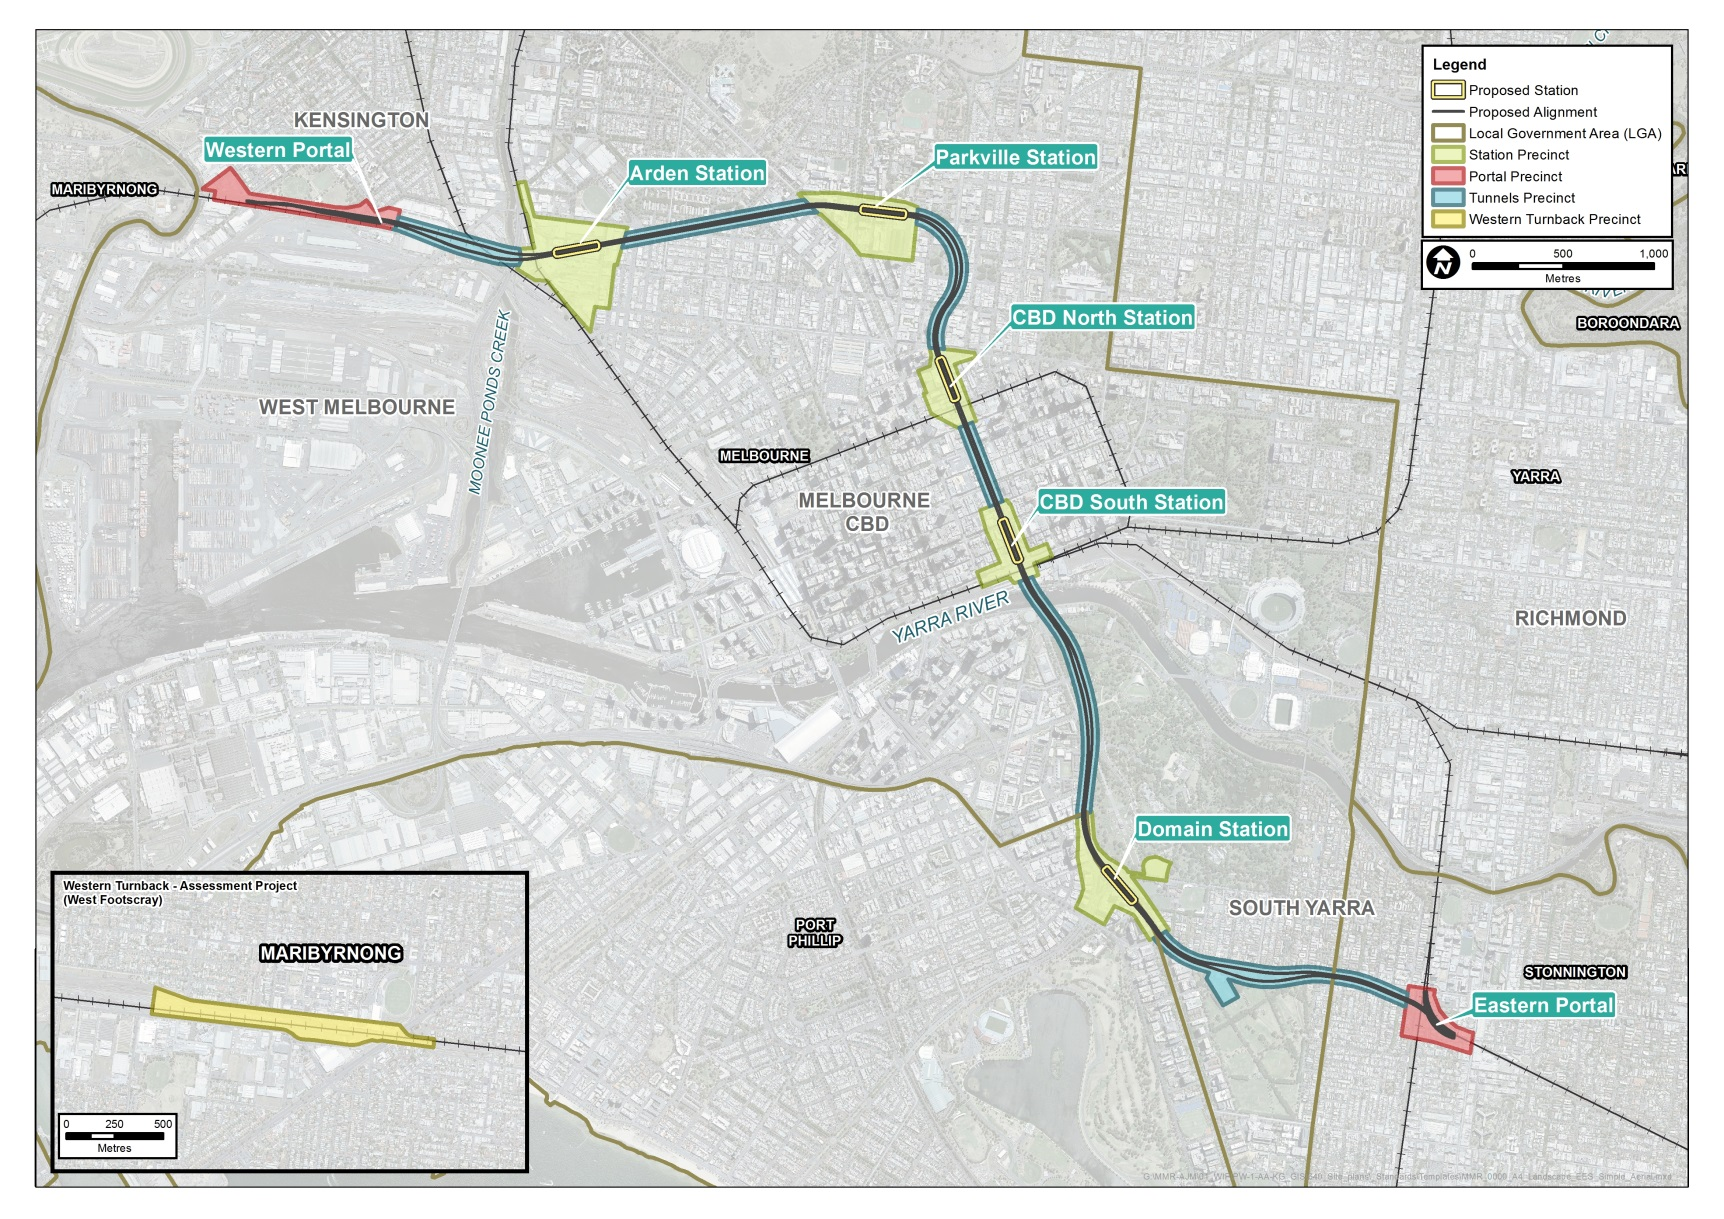 Legend
Proposed Station
Proposed Alignment
Local Government Area (LGA)
Station Precinct
Portal Precinct
Tunnels Precinct
Western Turnback Precinct
0 500 1,000
Metres
N
KENSINGTON
Western Portal
MARIBYRNONG
Arden Station
Parkville Station
CBD North Station
BOROONDARA
MOONEE PONDS CREEK
WEST MELBOURNE
MELBOURNE
MELBOURNE
CBD
CBD South Station
YARRA
YARRA RIVER
RICHMOND
Domain Station
SOUTH YARRA
PORT
PHILLIP
STONNINGTON
Eastern Portal
Western Turnback - Assessment Project
(West Footscray)
MARIBYRNONG
0 250 500
Metres